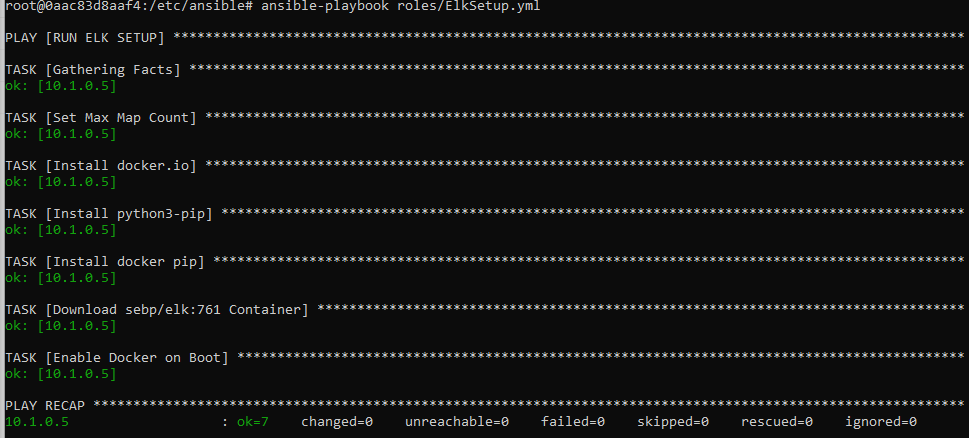 root@0aac83d8aaf4:/etc/ansible# ansible-playbook roles/ElkSetup.yml
PLAY [RUN ELK SETUP] ***************************************************************************************************
TASK [Gathering Facts] *************************************************************************************************
ok: [10.1.0.5]
TASK [Set Max Map Count] ***********************************************************************************************
ok: [10.1.0.5]
TASK [Install docker.io] ***********************************************************************************************
ok: [10.1.0.5]
TASK [Install python3-pip] *********************************************************************************************
ok: [10.1.0.5]
TASK [Install docker pip] **********************************************************************************************
ok: [10.1.0.5]
TASK [Download sebp/elk:761 Container] *********************************************************************************
ok: [10.1.0.5]
TASK [Enable Docker on Boot] *******************************************************************************************
ok: [10.1.0.5]
PLAY RECAP *************************************************************************************************************
10.1.0.5                   : ok=7    changed=0    unreachable=0    failed=0    skipped=0    rescued=0    ignored=0